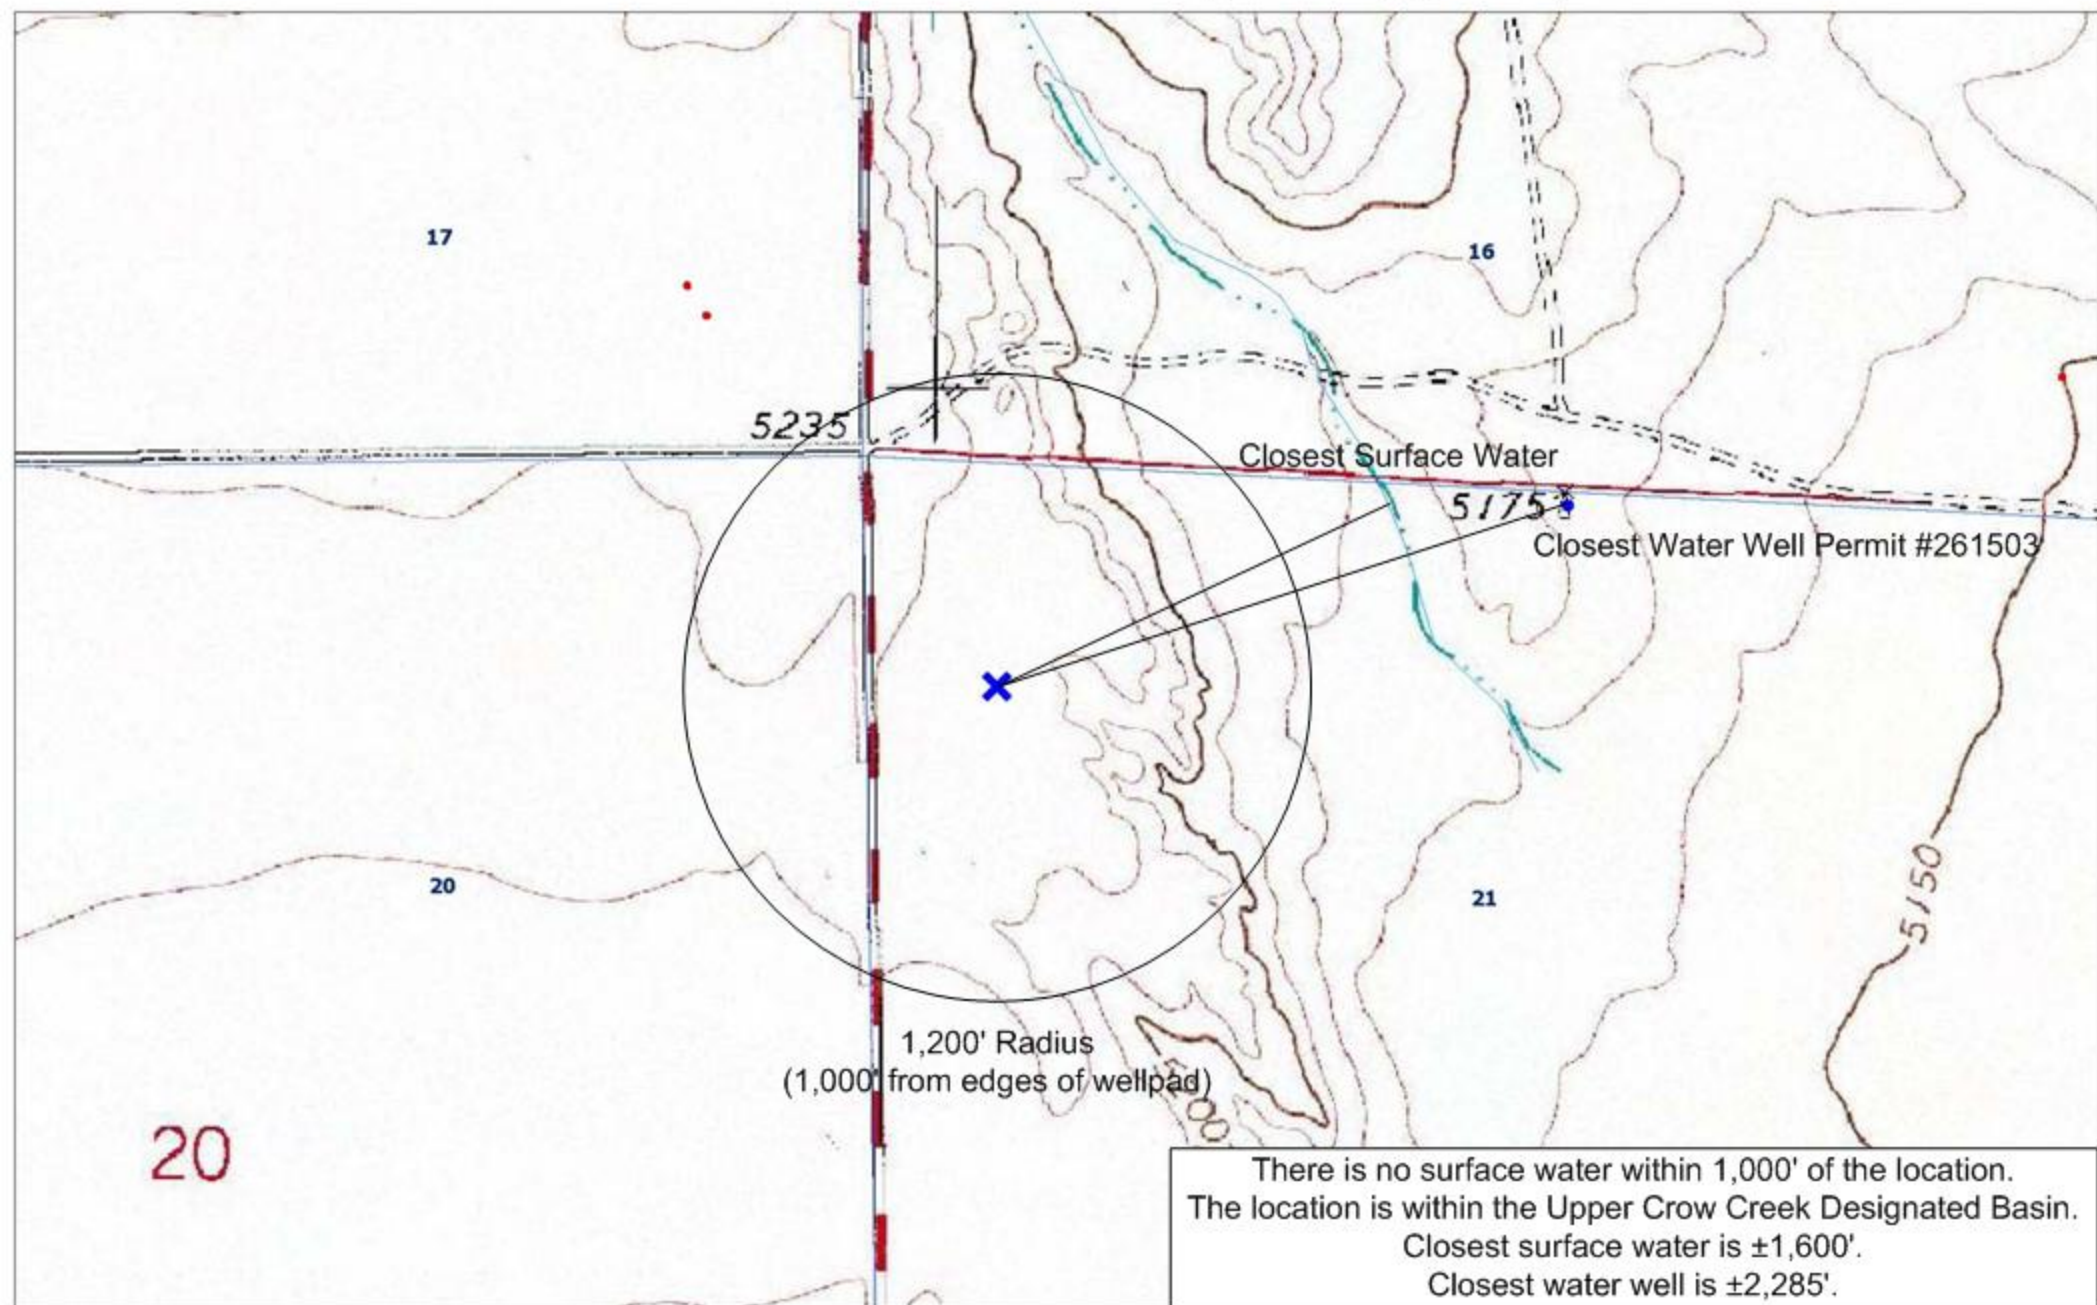 17
16
5235
Closest Surface Water
5175
Closest Water Well Permit #261503
20
21
5150
1,200' Radius
(1,000' from edges of wellpad)
20
There is no surface water within 1,000' of the location.
The location is within the Upper Crow Creek Designated Basin.
Closest surface water is ±1,600'.
Closest water well is ±2,285'.